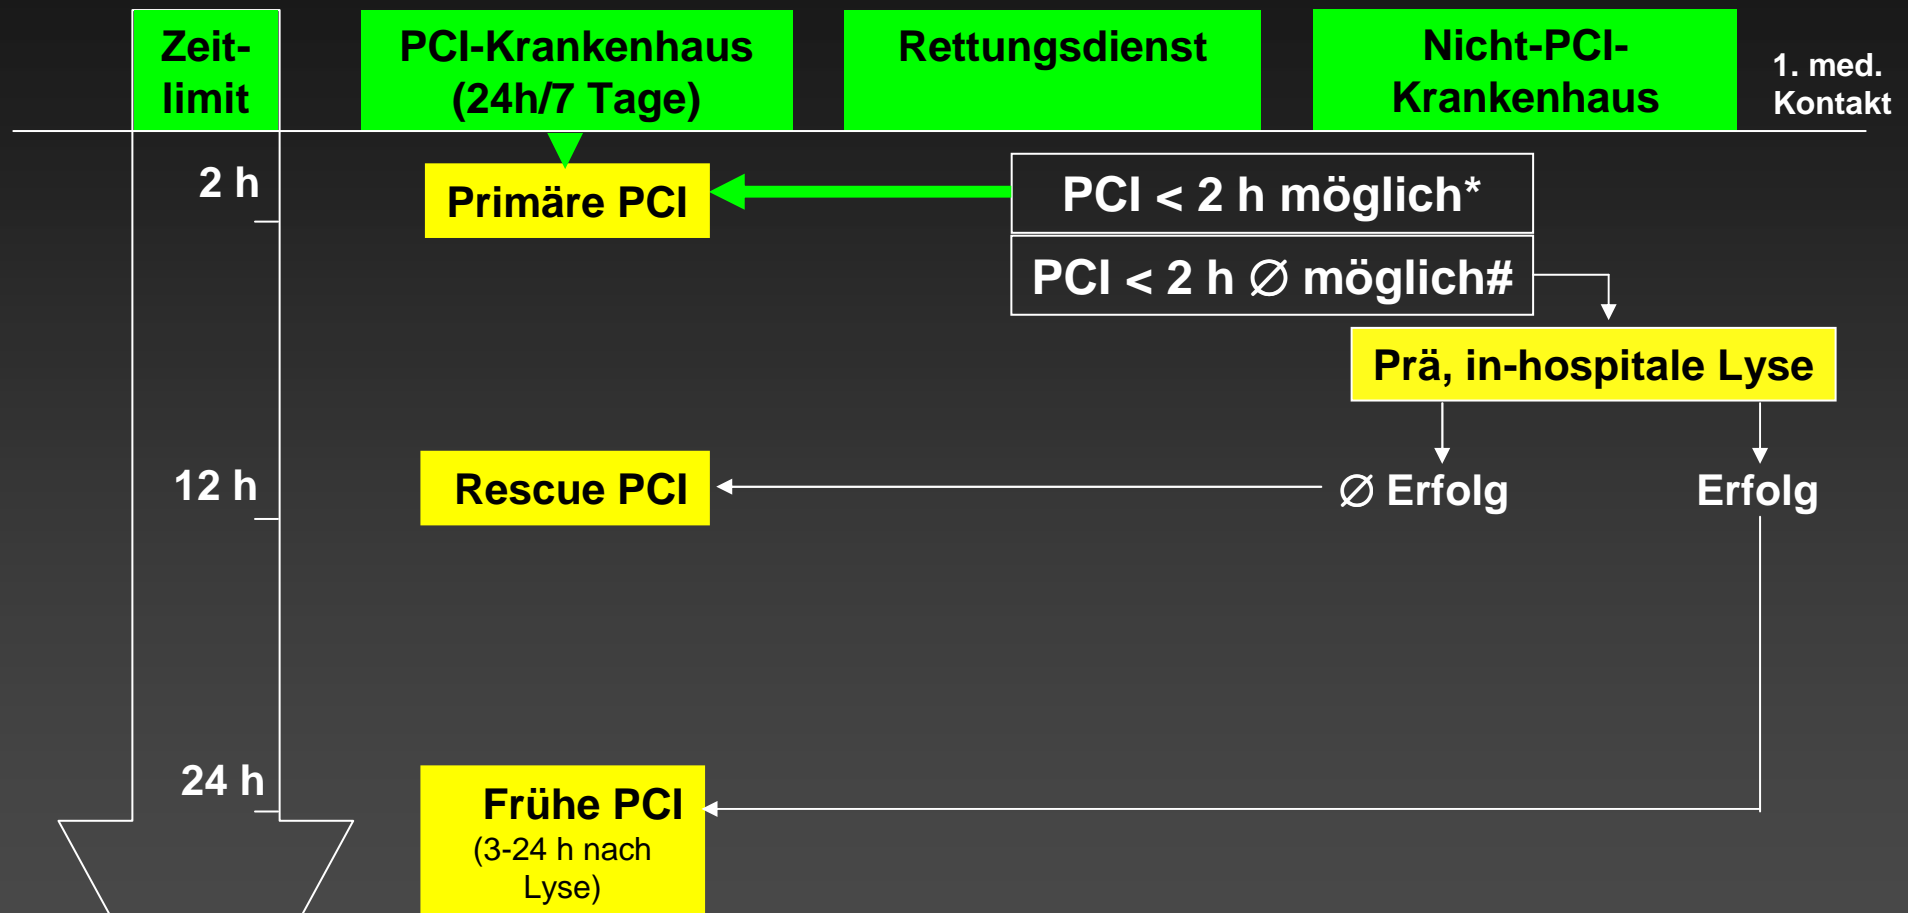 Zeit-
limit
PCI-Krankenhaus
(24h/7 Tage)
Rettungsdienst
Nicht-PCI-
Krankenhaus
1. med.
Kontakt
2 h
Primäre PCI
PCI < 2 h möglich*
PCI < 2 h ∅ möglich#
Prä, in-hospitale Lyse
12 h
Rescue PCI
∅ Erfolg
Erfolg
24 h
Frühe PCI
(3-24 h nach
Lyse)